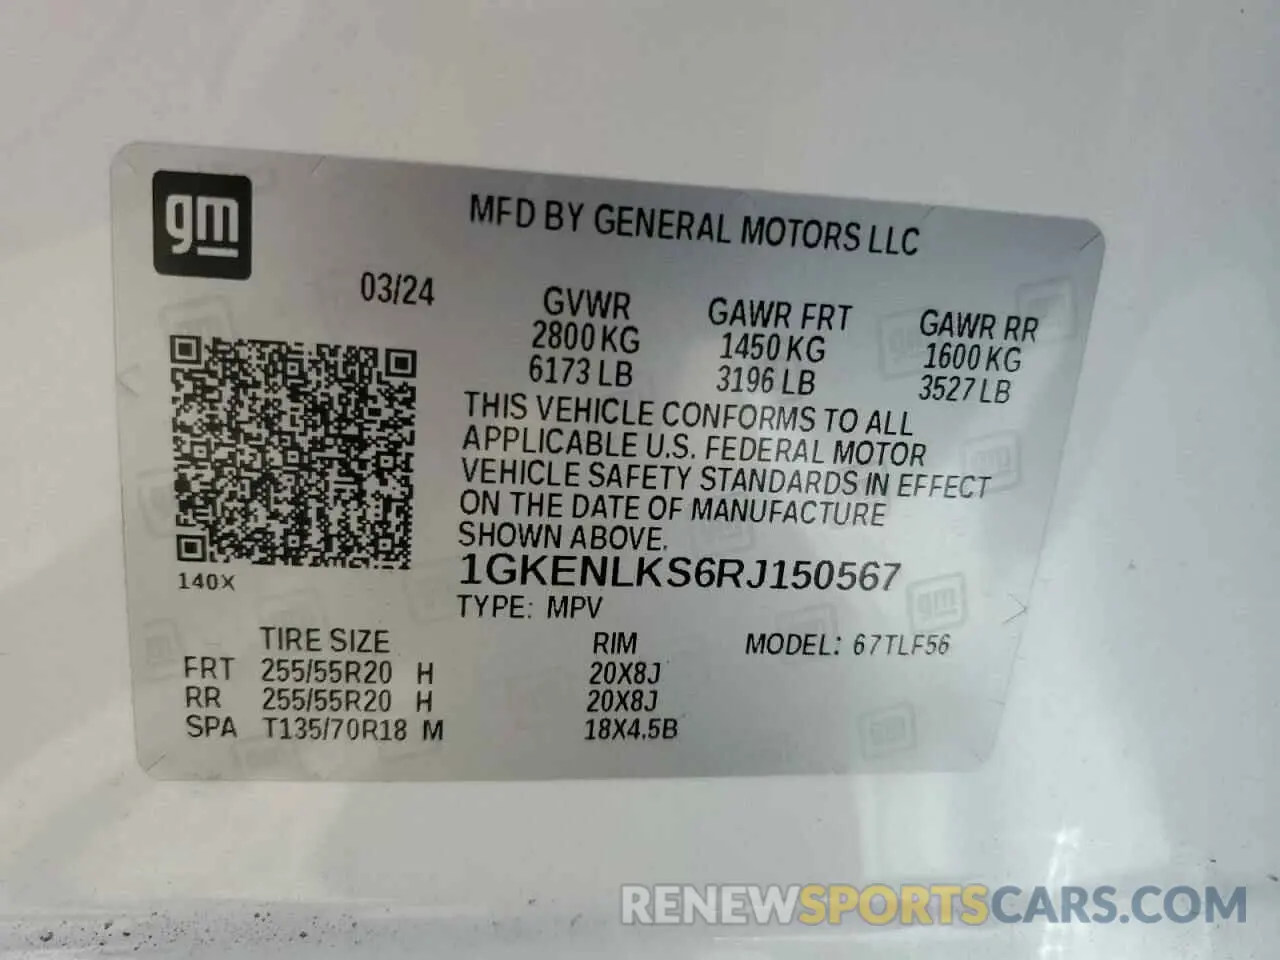 gm
MFD BY GENERAL MOTORS LLC
03/24
GVWR GAWR FRT GAWR RR
2800 KG 1450 KG 1600 KG
6173 LB 3196 LB 3527 LB
THIS VEHICLE CONFORMS TO ALL
APPLICABLE U.S. FEDERAL MOTOR
VEHICLE SAFETY STANDARDS IN EFFECT
ON THE DATE OF MANUFACTURE
SHOWN ABOVE.
140X
1GKENLKS6RJ150567
TYPE: MPV
TIRE SIZE RIM MODEL: 67TLF56
FRT 255/55R20 H 20X8J
RR 255/55R20 H 20X8J
SPA T135/70R18 M 18X4.5B
RENEWSPORTSCARS.COM